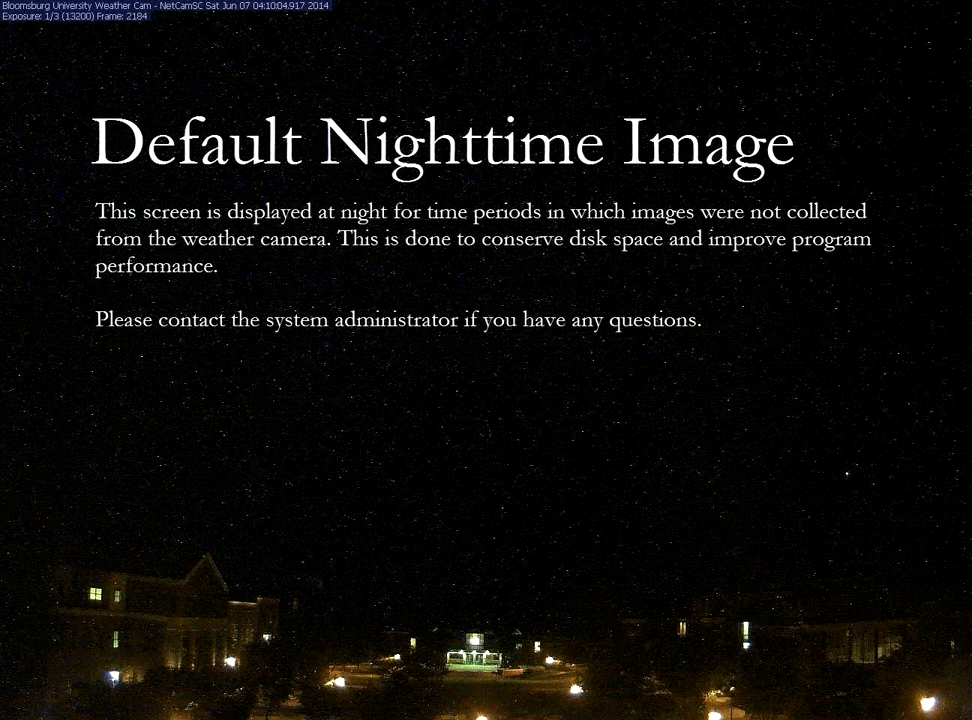 Bloomsburg University Weather Cam - NetCamSC Sat Jun 07 04:10:04.917 2014
Exposure: 1/3 (13200) Frame: 2184
Default Nighttime Image
This screen is displayed at night for time periods in which images were not collected
from the weather camera. This is done to conserve disk space and improve program
performance.
Please contact the system administrator if you have any questions.